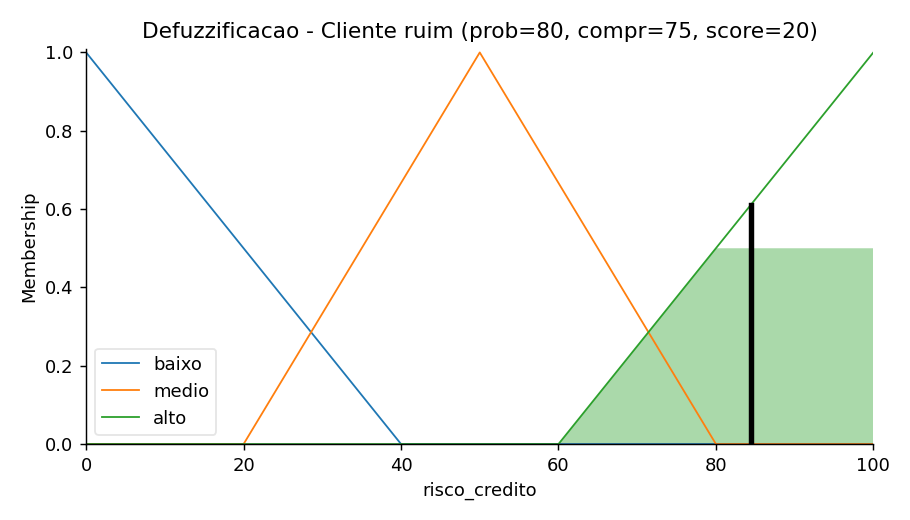 Defuzzificacao - Cliente ruim (prob=80, compr=75, score=20)
Membership
1.0
0.8
0.6
0.4
0.2
0.0
baixo
medio
alto
0 20 40 60 80 100
risco_credito